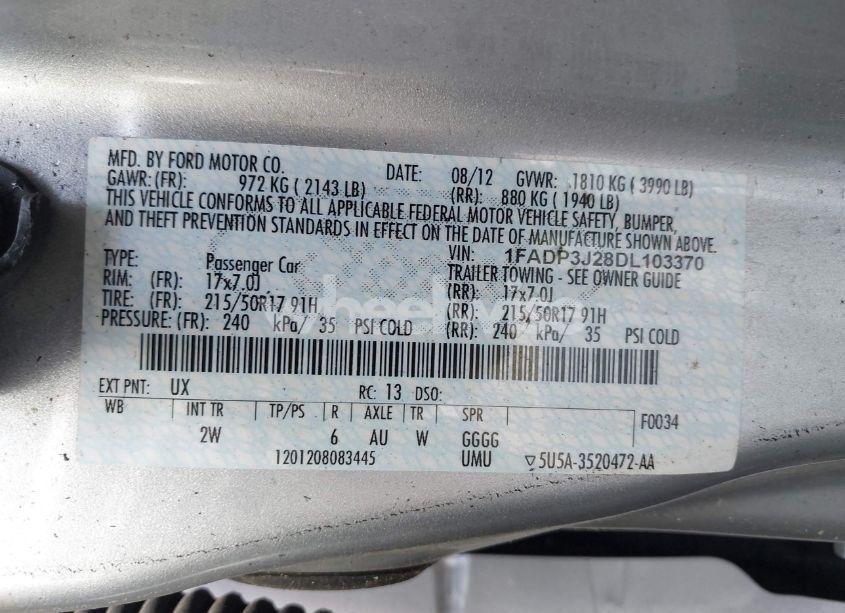 MFD. BY FORD MOTOR CO. DATE: 08/12 GVWR: 1810 KG ( 3990 LB)
GAWR: (FR): 972 KG ( 2143 LB) (RR): 880 KG ( 1940 LB)
THIS VEHICLE CONFORMS TO ALL APPLICABLE FEDERAL MOTOR VEHICLE SAFETY, BUMPER,
AND THEFT PREVENTION STANDARDS IN EFFECT ON THE DATE OF MANUFACTURE SHOWN ABOVE.
VIN: 1FADP3J28DL103370
TYPE: Passenger Car TRAILER TOWING - SEE OWNER GUIDE
RIM: (FR): 17x7.0J (RR): 17x7.0J
TIRE: (FR): 215/50R17 91H (RR): 215/50R17 91H
PRESSURE: (FR): 240 kPa/ 35 PSI COLD (RR): 240 kPa/ 35 PSI COLD
EXT PNT: UX RC: 13 DSO:
WB INT TR TP/PS R AXLE TR SPR F0034
2W 6 AU W GGGG
1201208083445 UMU ▽5U5A-3520472-AA